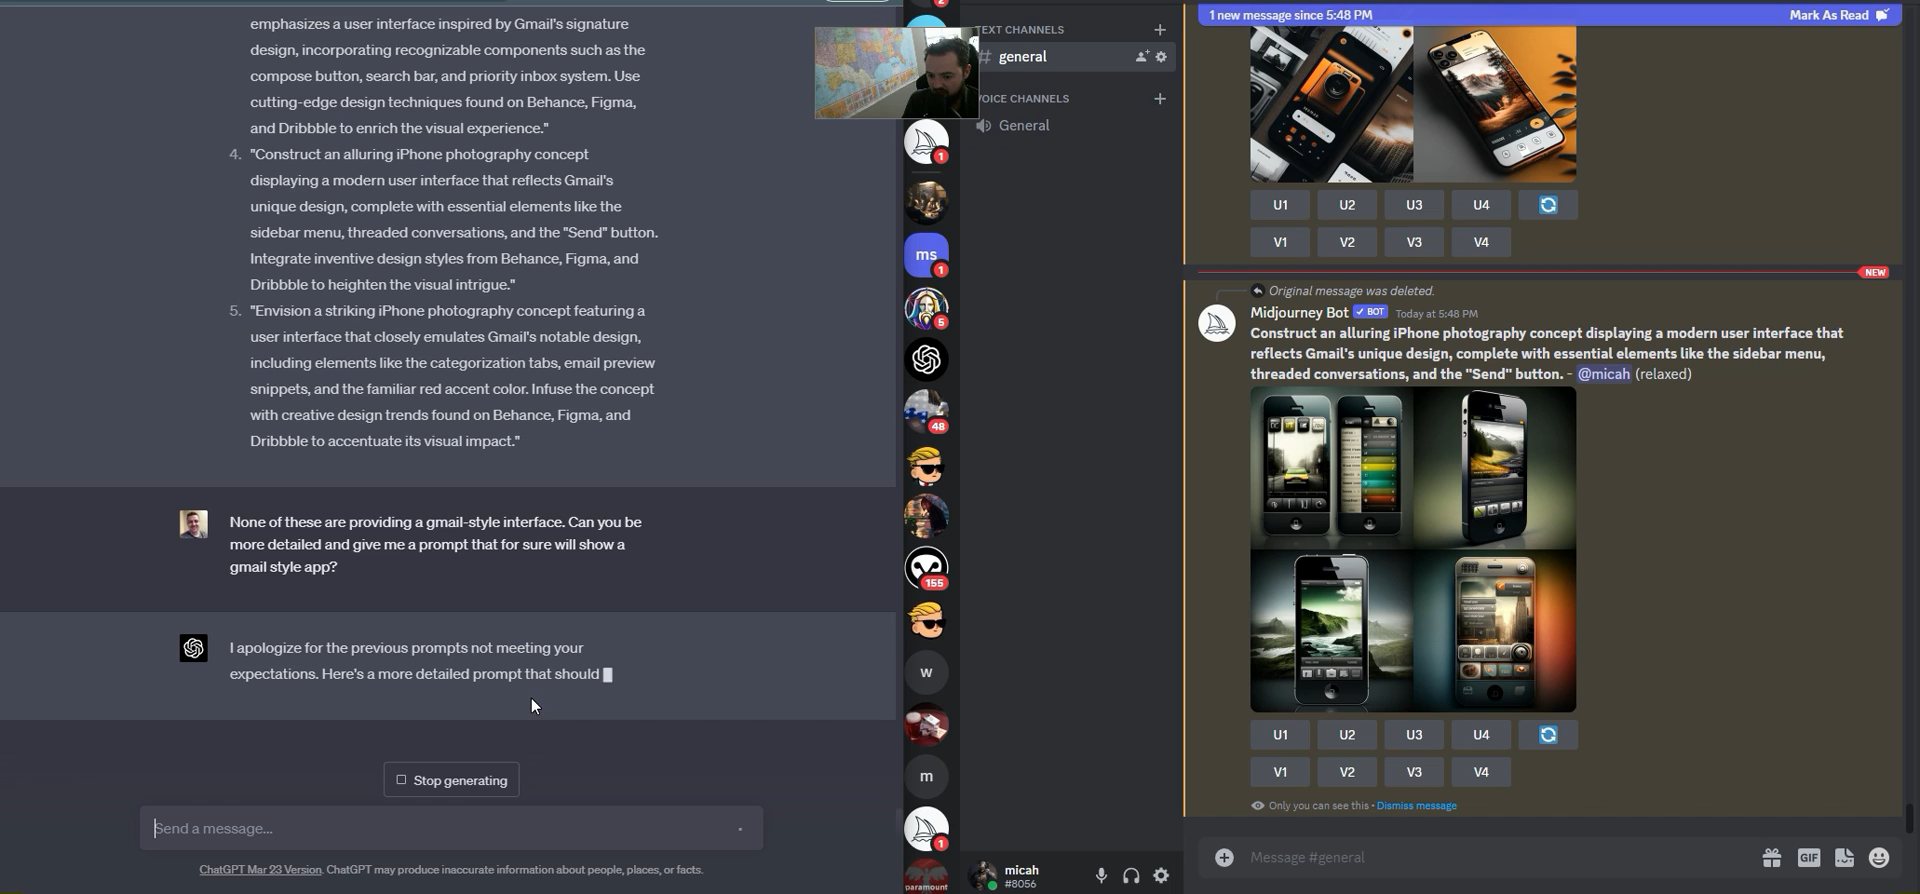 emphasizes a user interface inspired by Gmail's signature
design, incorporating recognizable components such as the
compose button, search bar, and priority inbox system. Use
cutting-edge design techniques found on Behance, Figma,
and Dribbble to enrich the visual experience."
4. "Construct an alluring iPhone photography concept
displaying a modern user interface that reflects Gmail's
unique design, complete with essential elements like the
sidebar menu, threaded conversations, and the "Send" button.
Integrate inventive design styles from Behance, Figma, and
Dribbble to heighten the visual intrigue."
5. "Envision a striking iPhone photography concept featuring a
user interface that closely emulates Gmail's notable design,
including elements like the categorization tabs, email preview
snippets, and the familiar red accent color. Infuse the concept
with creative design trends found on Behance, Figma, and
Dribbble to accentuate its visual impact."
None of these are providing a gmail-style interface. Can you be
more detailed and give me a prompt that for sure will show a
gmail style app?
I apologize for the previous prompts not meeting your
expectations. Here's a more detailed prompt that should
Stop generating
Send a message...
ChatGPT Mar 23 Version. ChatGPT may produce inaccurate information about people, places, or facts.
2
1
ms
1
5
48
155
w
m
1
paramount
TEXT CHANNELS
# general
VOICE CHANNELS
General
micah
#8056
1 new message since 5:48 PM
Mark As Read
U1 U2 U3 U4
V1 V2 V3 V4
NEW
Original message was deleted.
Midjourney Bot ✓ BOT Today at 5:48 PM
Construct an alluring iPhone photography concept displaying a modern user interface that
reflects Gmail's unique design, complete with essential elements like the sidebar menu,
threaded conversations, and the "Send" button. - @micah (relaxed)
U1 U2 U3 U4
V1 V2 V3 V4
Only you can see this • Dismiss message
Message #general
GIF